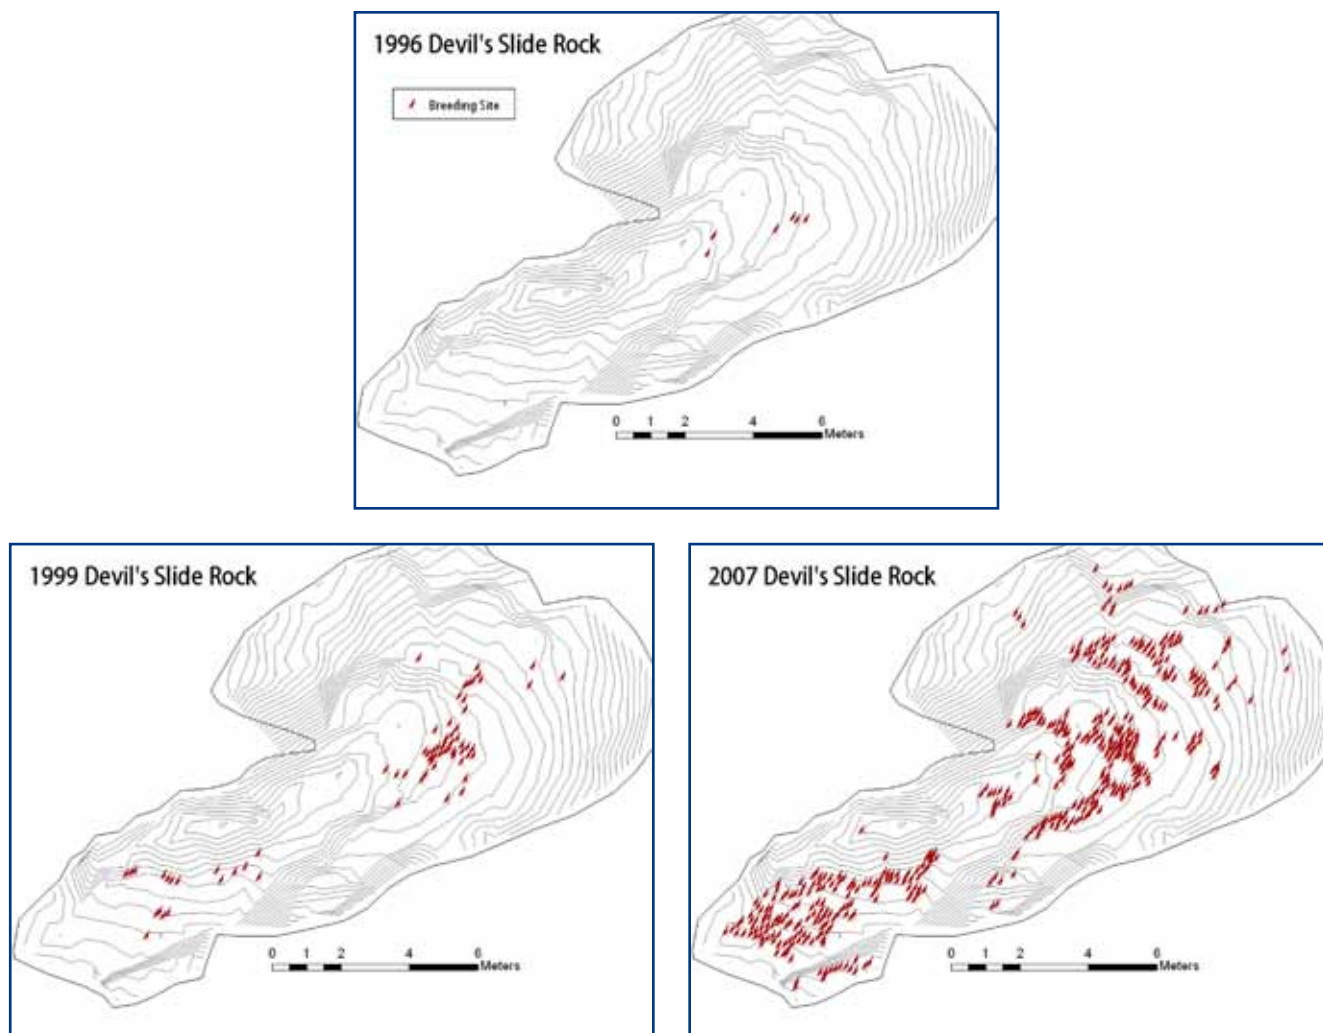 1996 Devil's Slide Rock
Breeding Site
0 1 2 4 6
Meters
1999 Devil's Slide Rock
0 1 2 4 6
Meters
2007 Devil's Slide Rock
0 1 2 4 6
Meters